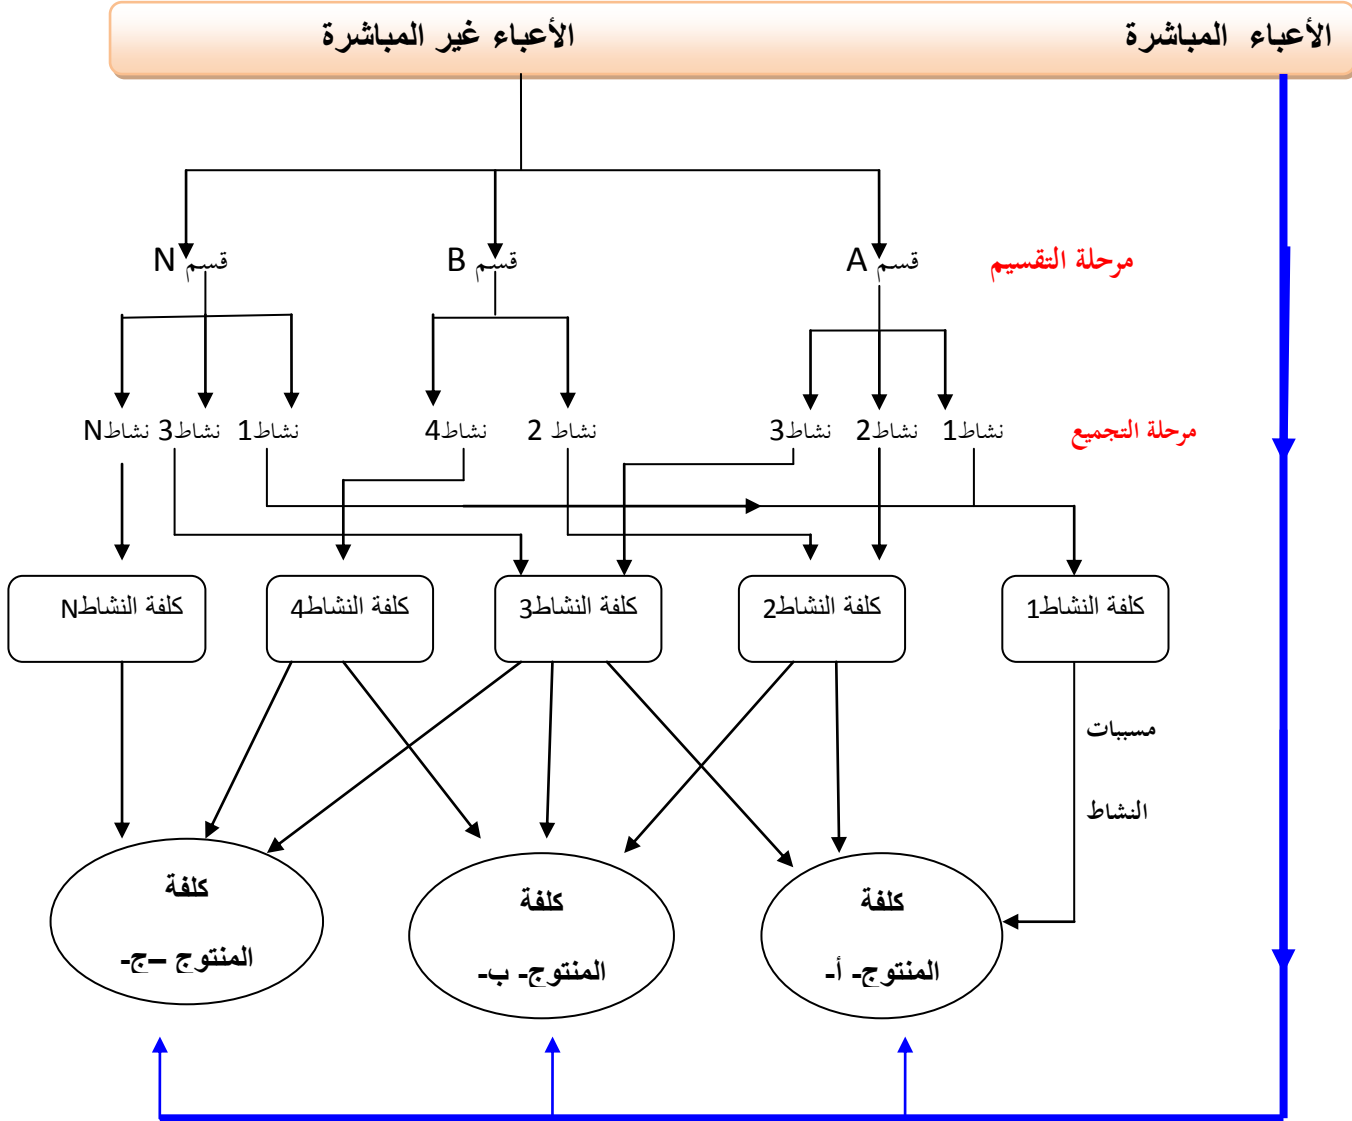 الأعباء المباشرة الأعباء غير المباشرة
مرحلة التقسيم قسم A قسم B قسم N
مرحلة التجميع نشاط1 نشاط2 نشاط3 نشاط 2 نشاط4 نشاط1 نشاط3 نشاطN
كلفة النشاط1 كلفة النشاط2 كلفة النشاط3 كلفة النشاط4 كلفة النشاطN
مسببات
النشاط
كلفة
المنتوج- أ-
كلفة
المنتوج- ب-
كلفة
المنتوج –ج-